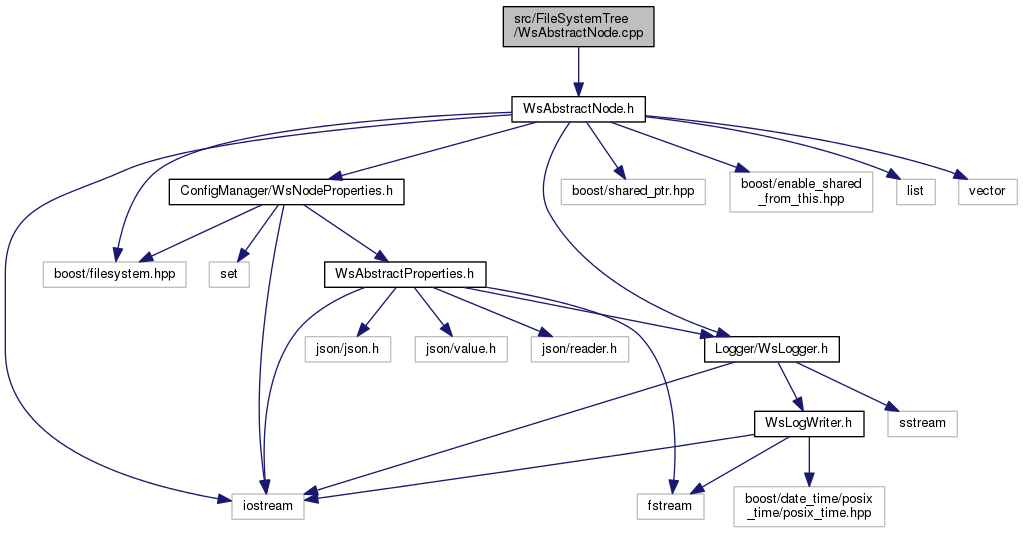 src/FileSystemTree
/WsAbstractNode.cpp
WsAbstractNode.h
ConfigManager/WsNodeProperties.h
boost/shared_ptr.hpp
boost/enable_shared
_from_this.hpp
list
vector
boost/filesystem.hpp
set
WsAbstractProperties.h
json/json.h
json/value.h
json/reader.h
Logger/WsLogger.h
WsLogWriter.h
sstream
iostream
fstream
boost/date_time/posix
_time/posix_time.hpp